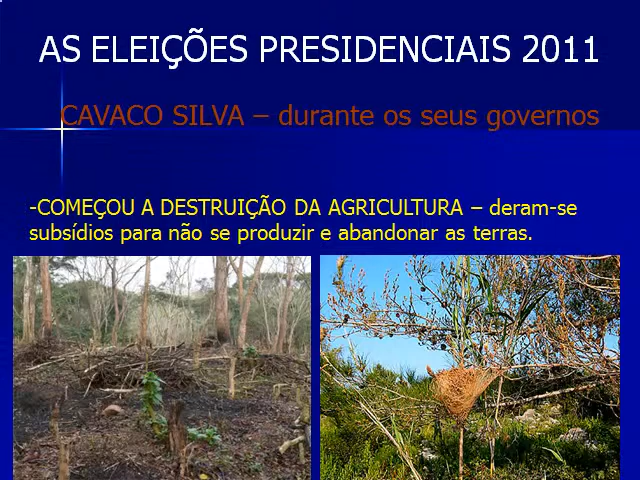 AS ELEIÇÕES PRESIDENCIAIS 2011
CAVACO SILVA – durante os seus governos
-COMEÇOU A DESTRUIÇÃO DA AGRICULTURA – deram-se
subsídios para não se produzir e abandonar as terras.